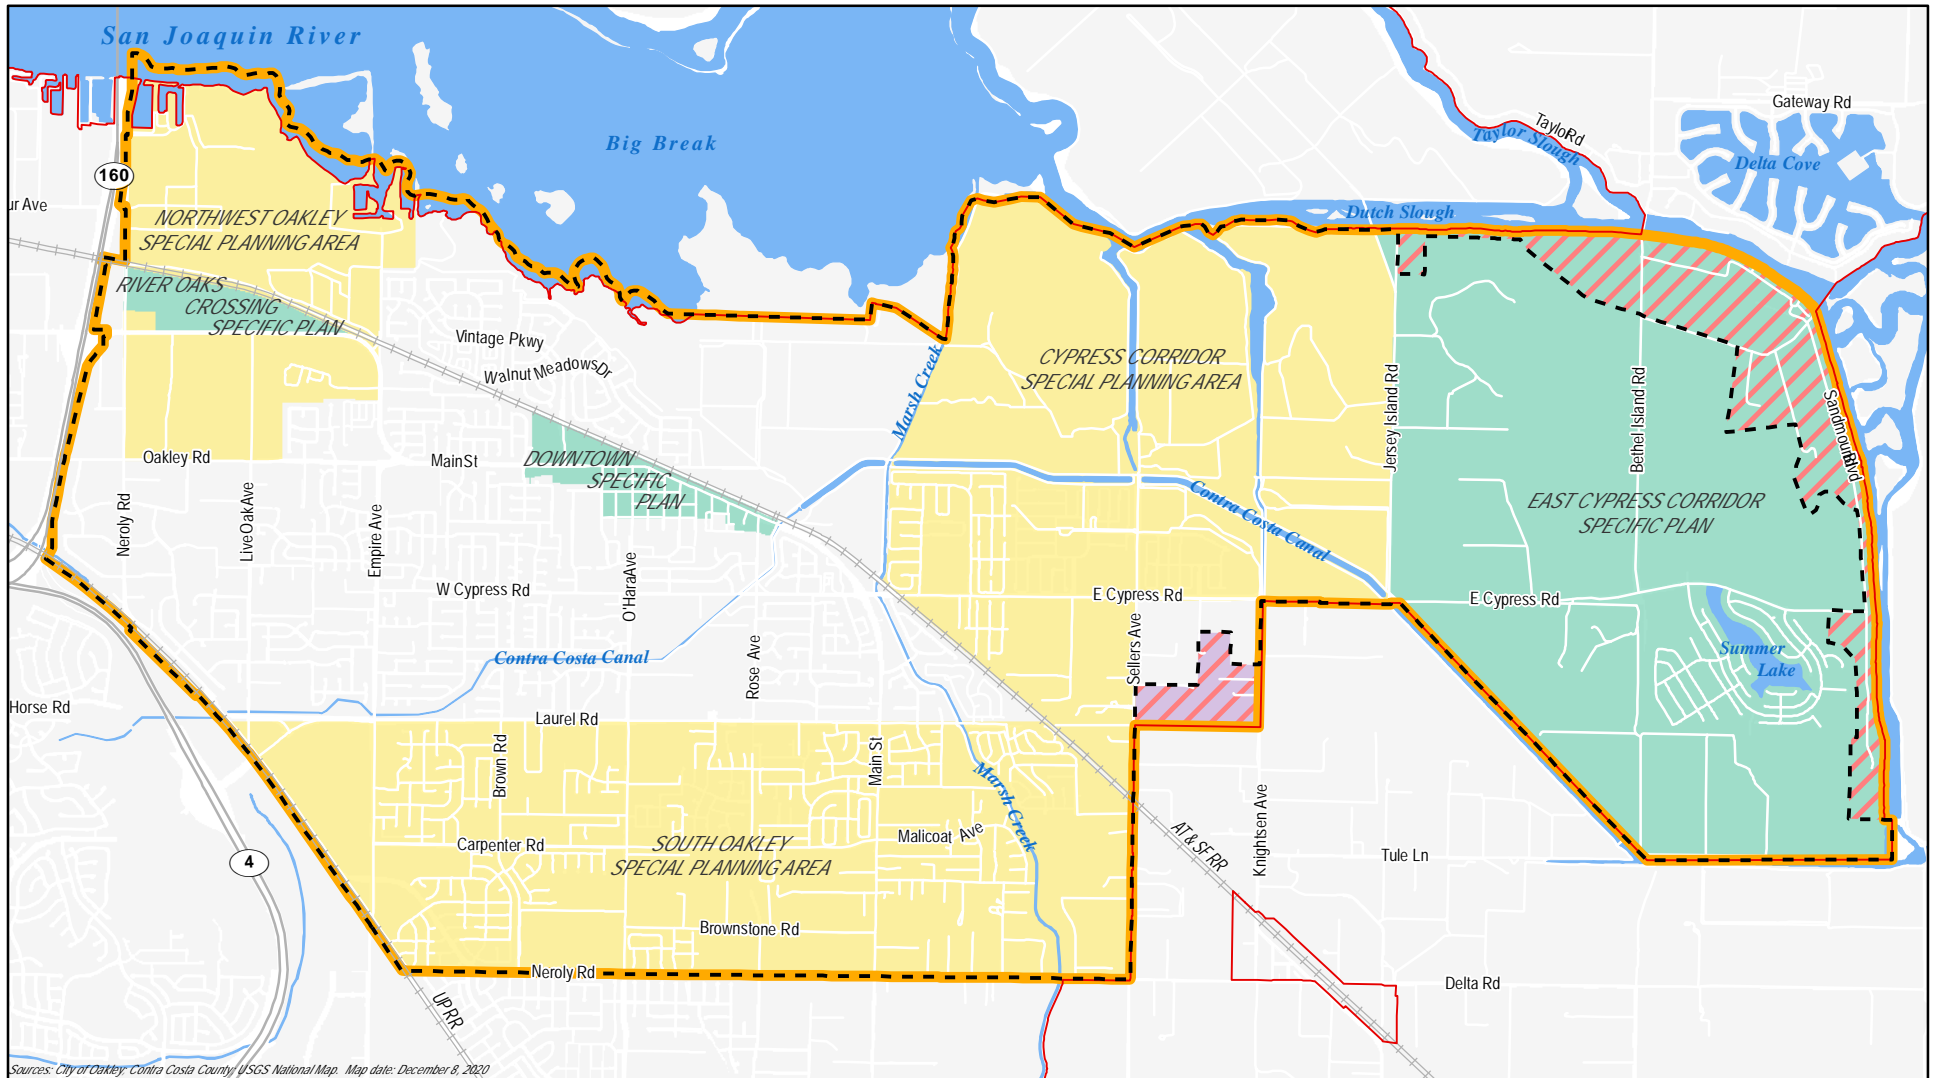 San Joaquin River
Gateway Rd
Taylor Rd
Taylor Slough
Big Break
Delta Cove
160
ur Ave
NORTHWEST OAKLEY
SPECIAL PLANNING AREA
Dutch Slough
RIVER OAKS
CROSSING
SPECIFIC PLAN
Vintage Pkwy
Walnut Meadows Dr
Marsh Creek
CYPRESS CORRIDOR
SPECIAL PLANNING AREA
Jersey Island Rd
Bethel Island Rd
Sandmound Blvd
Oakley Rd
Main St
DOWNTOWN
SPECIFIC
PLAN
Neroly Rd
Live Oak Ave
Empire Ave
Contra Costa Canal
EAST CYPRESS CORRIDOR
SPECIFIC PLAN
W Cypress Rd
O'Hara Ave
E Cypress Rd
E Cypress Rd
Rose Ave
Sellers Ave
Contra Costa Canal
Summer
Lake
Horse Rd
Laurel Rd
Brown Rd
Main St
Marsh Creek
Knightsen Ave
Carpenter Rd
SOUTH OAKLEY
SPECIAL PLANNING AREA
Malicoat Ave
AT & SF RR
Tule Ln
4
Brownstone Rd
Neroly Rd
Delta Rd
UP RR
Sources: City of Oakley; Contra Costa County; USGS National Map. Map date: December 8, 2020